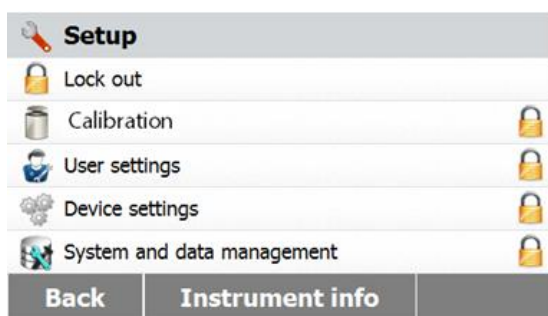 Setup
Lock out
Calibration
User settings
Device settings
System and data management
Back Instrument info